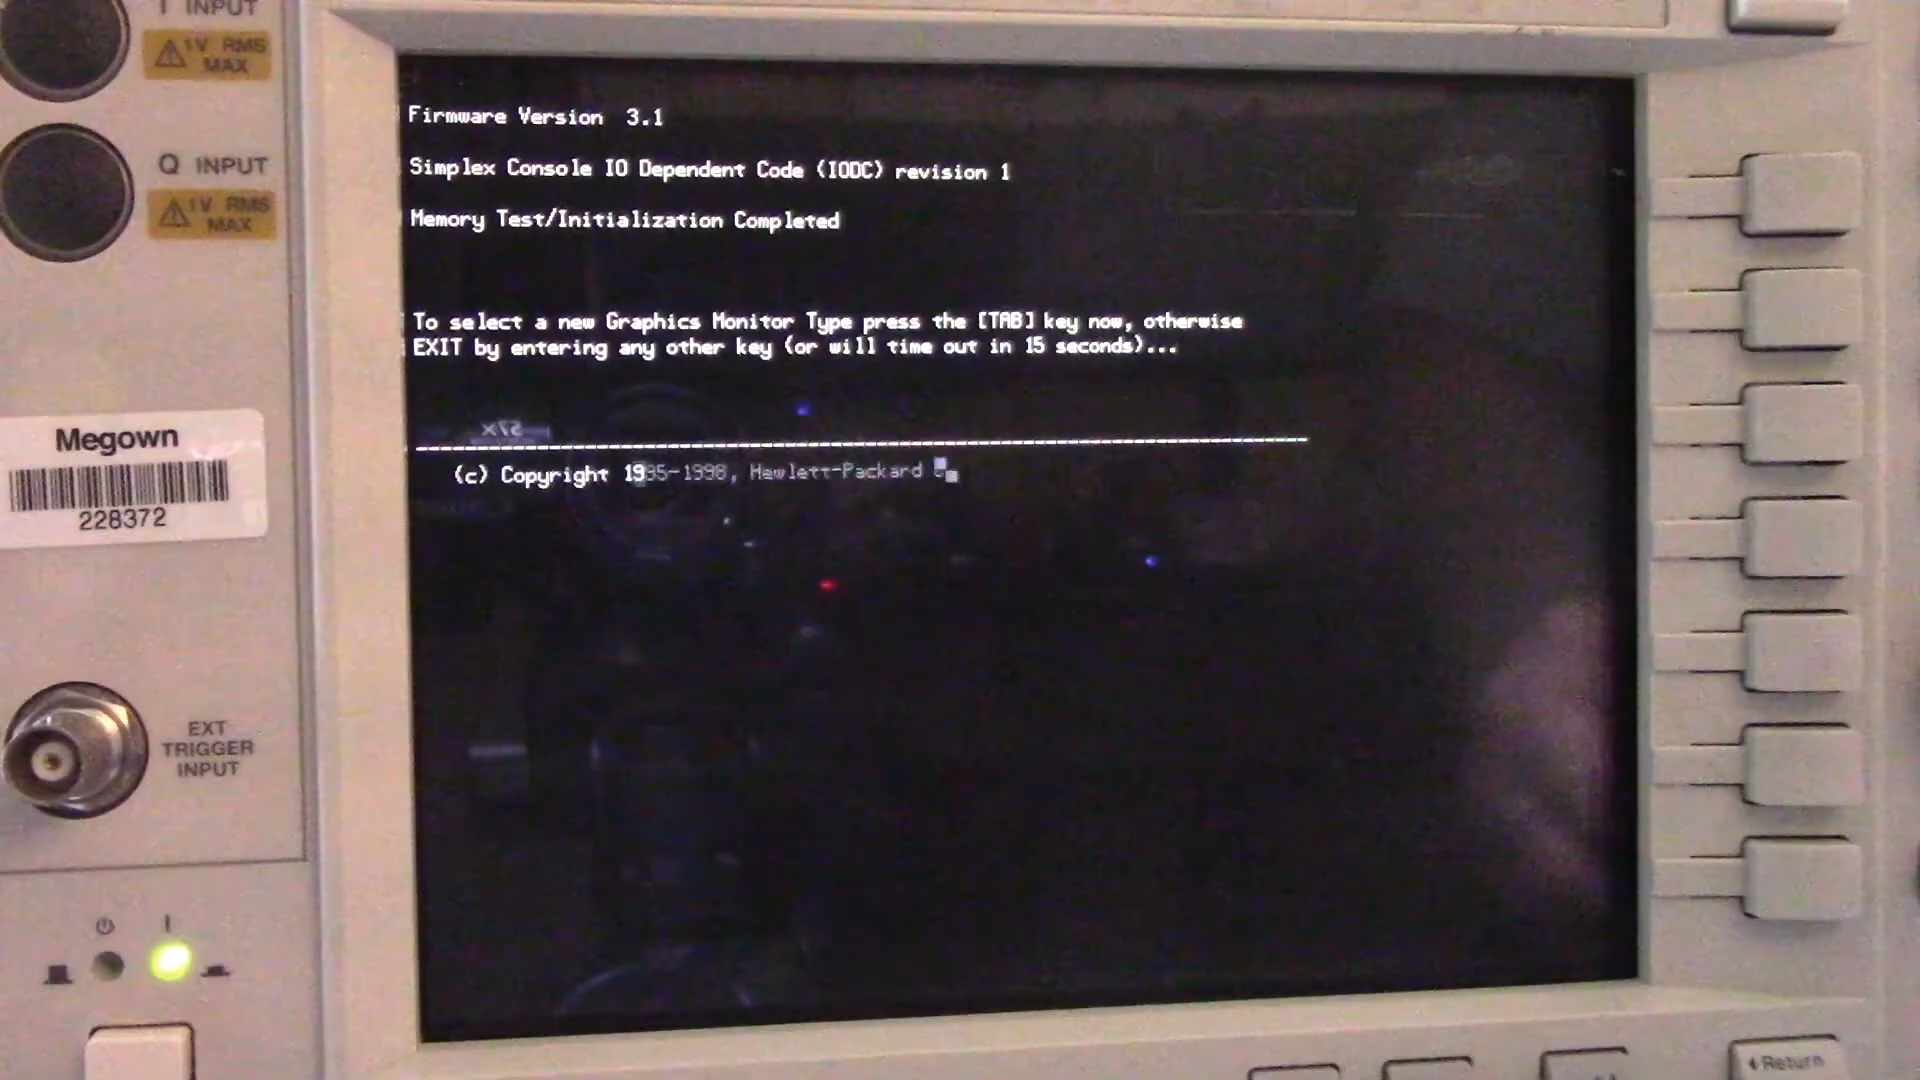 I INPUT
1V RMS
MAX
Q INPUT
1V RMS
MAX
Megown
228372
EXT
TRIGGER
INPUT
Firmware Version 3.1
Simplex Console IO Dependent Code (IODC) revision 1
Memory Test/Initialization Completed
To select a new Graphics Monitor Type press the [TAB] key now, otherwise
EXIT by entering any other key (or will time out in 15 seconds)...
(c) Copyright 1995-1998, Hewlett-Packard
Return